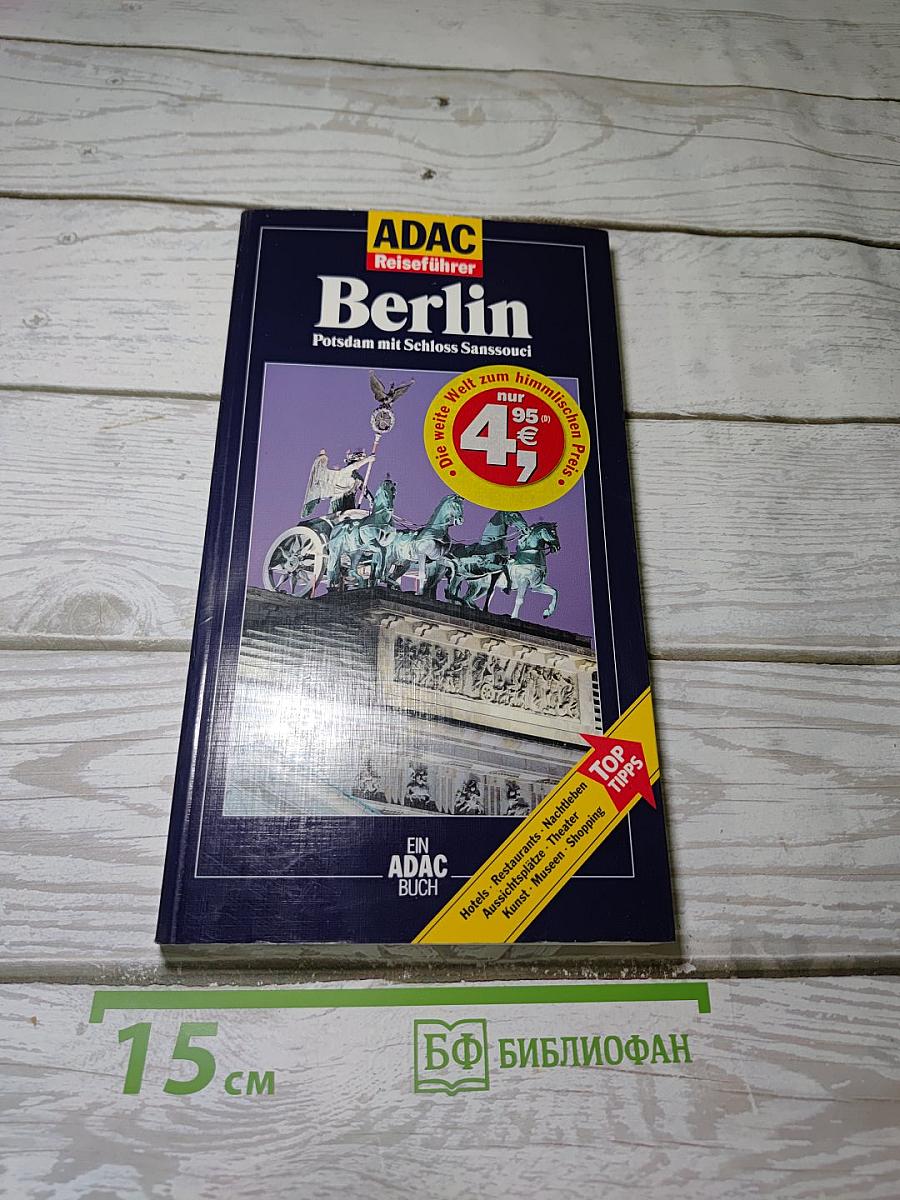 ADAC
Reiseführer
Berlin
Potsdam mit Schloss Sanssouci
• Die weite Welt zum himmlischen Preis •
nur
4,95 € (D)
TOP
TIPPS
Hotels · Restaurants · Nachtleben
Aussichtsplätze · Theater
Kunst · Museen · Shopping
EIN
ADAC
BUCH
15 см
БФ БИБЛИОФАН